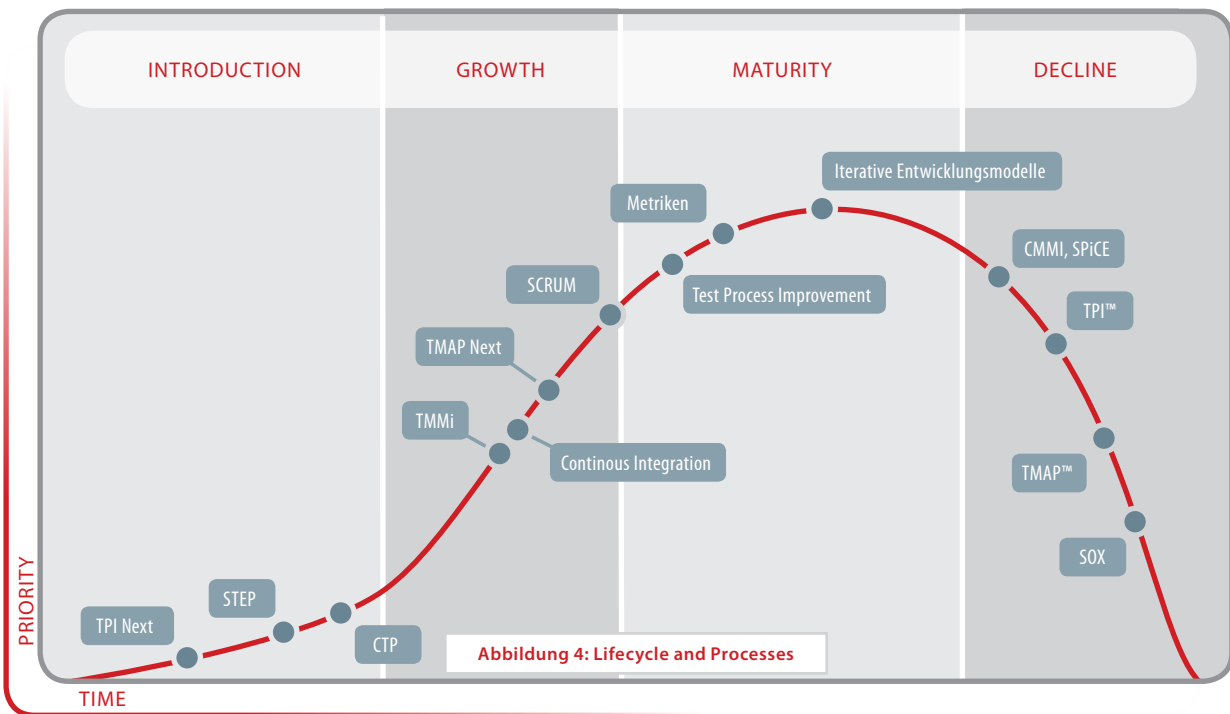 INTRODUCTION
GROWTH
MATURITY
DECLINE
Iterative Entwicklungsmodelle
Metriken
CMMI, SPiCE
SCRUM
Test Process Improvement
TPI™
TMAP Next
TMMi
Continous Integration
TMAP™
SOX
STEP
TPI Next
CTP
Abbildung 4: Lifecycle and Processes
PRIORITY
TIME